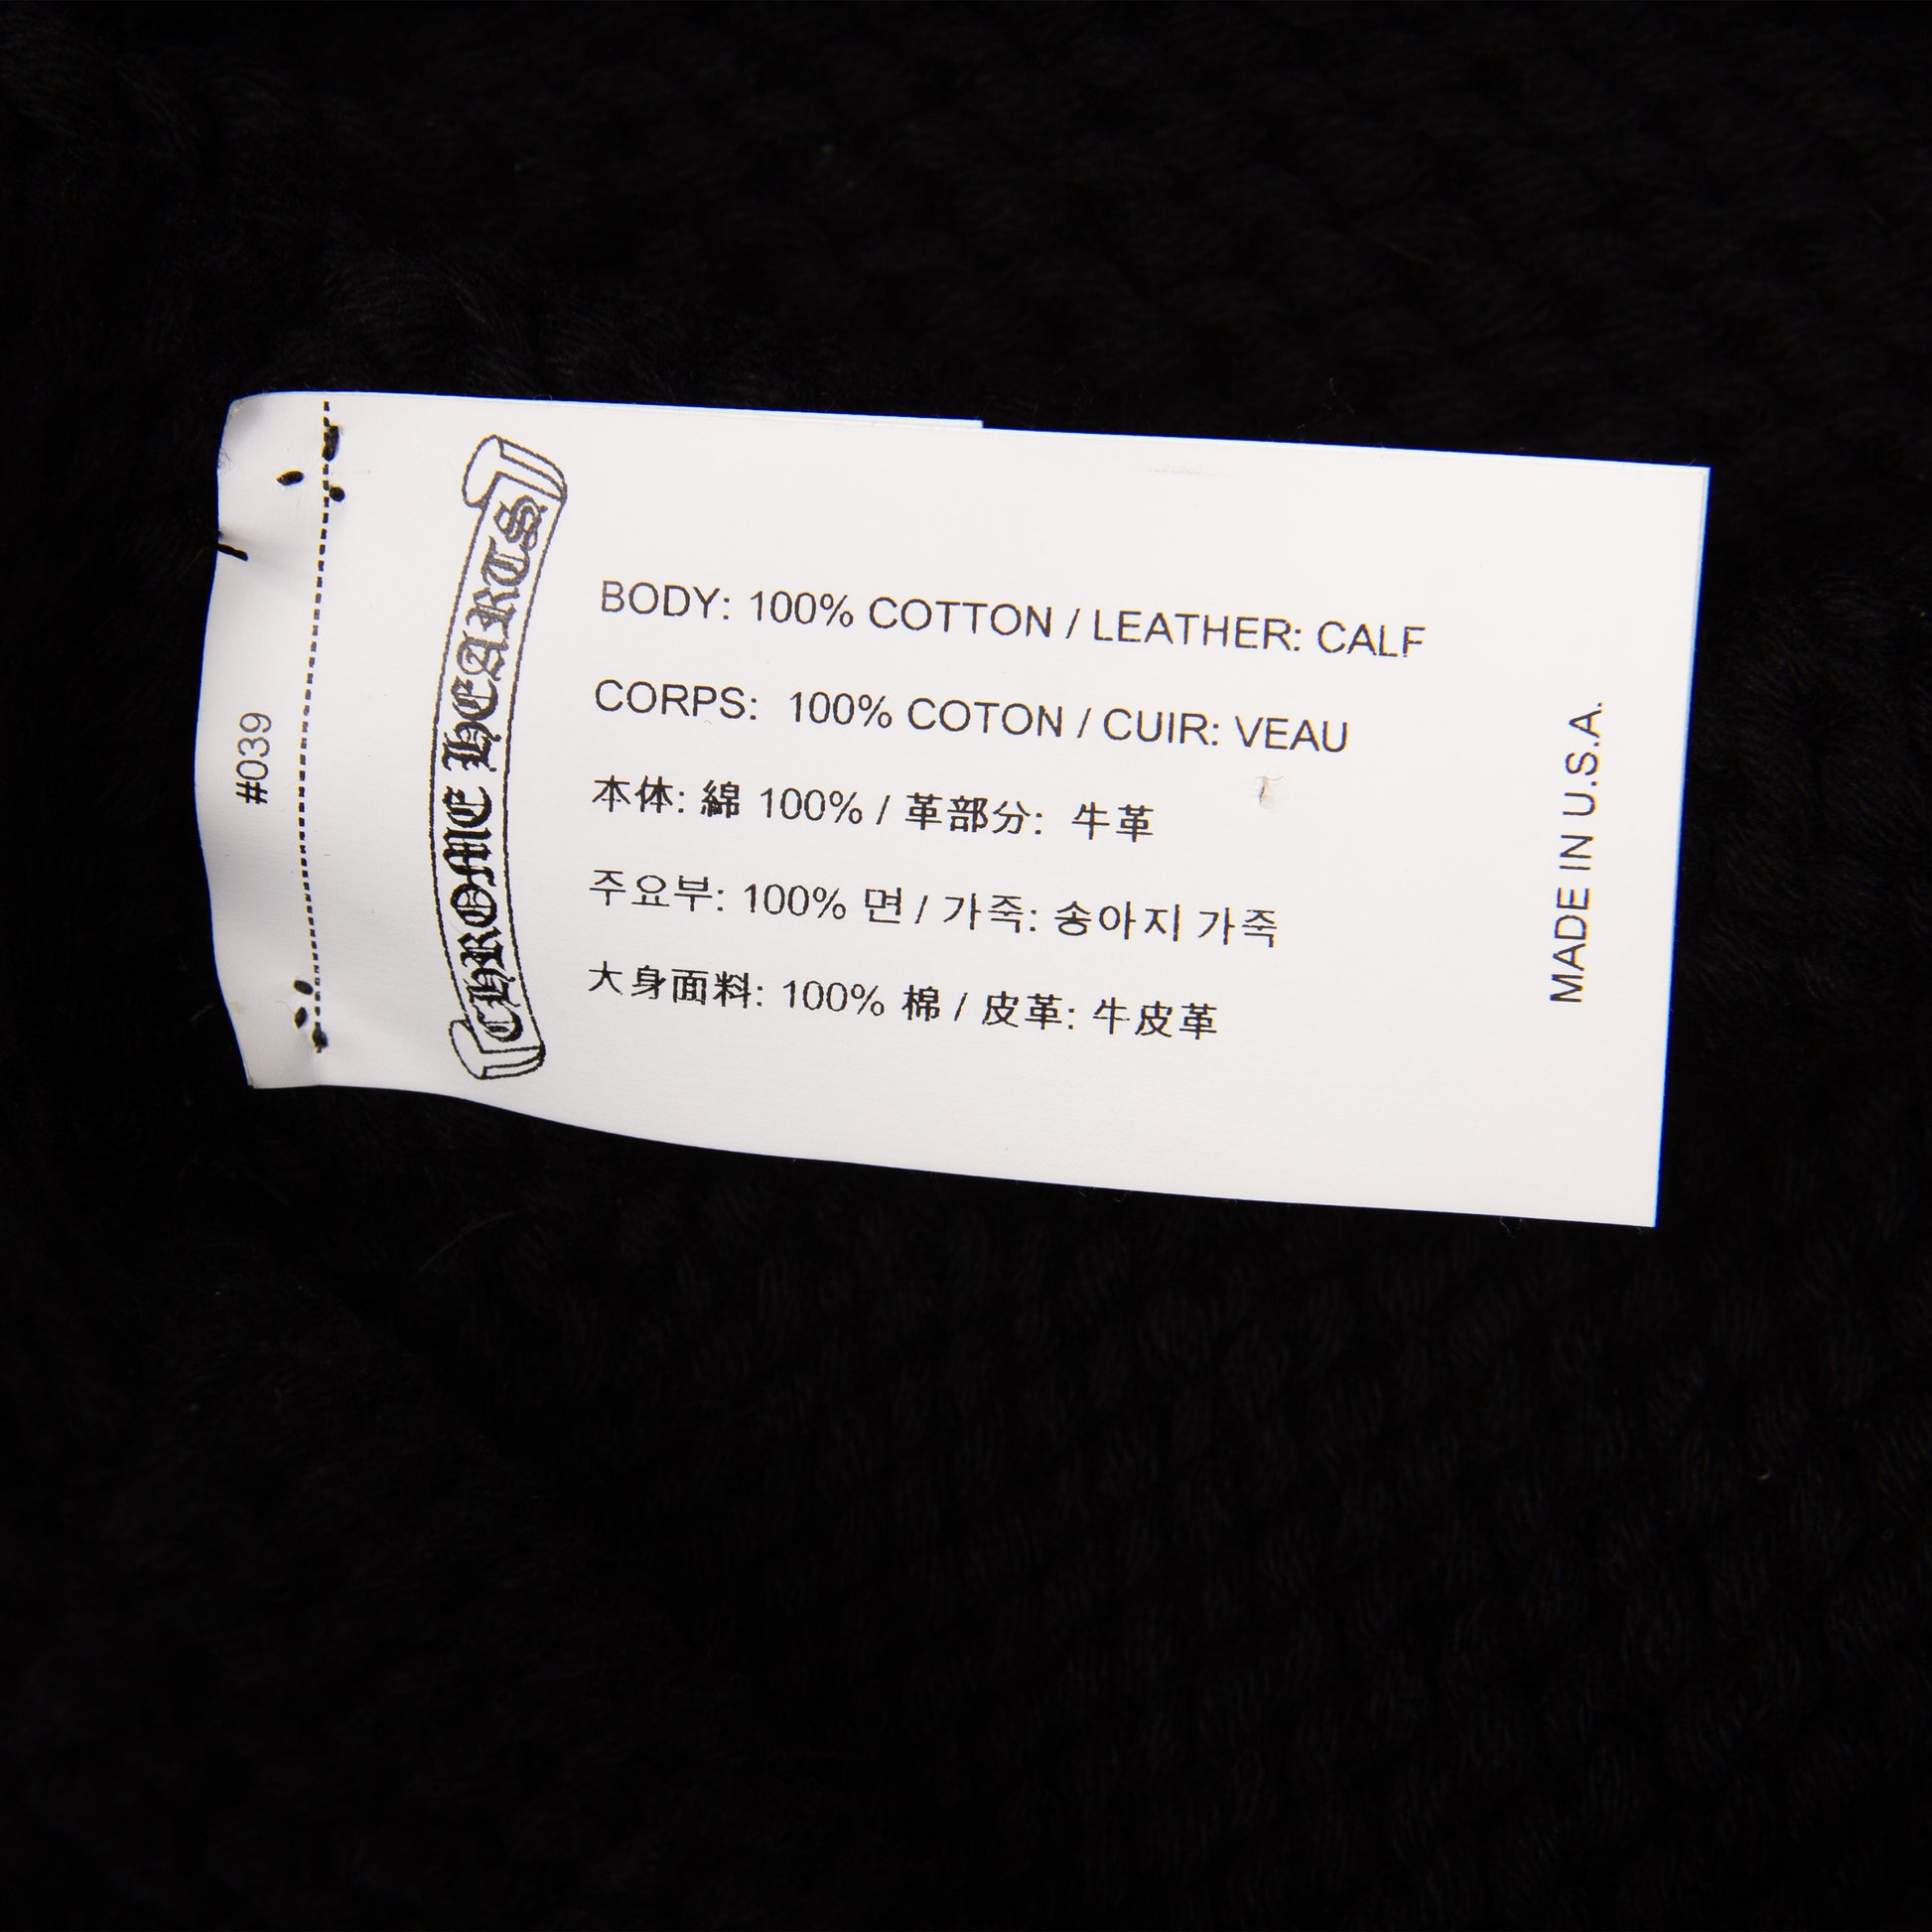 #039
CHROME HEARTS
BODY: 100% COTTON / LEATHER: CALF
CORPS: 100% COTON / CUIR: VEAU
本体: 綿 100% / 革部分: 牛革
주요부: 100% 면 / 가죽: 송아지 가죽
大身面料: 100% 棉 / 皮革: 牛皮革
MADE IN U.S.A.